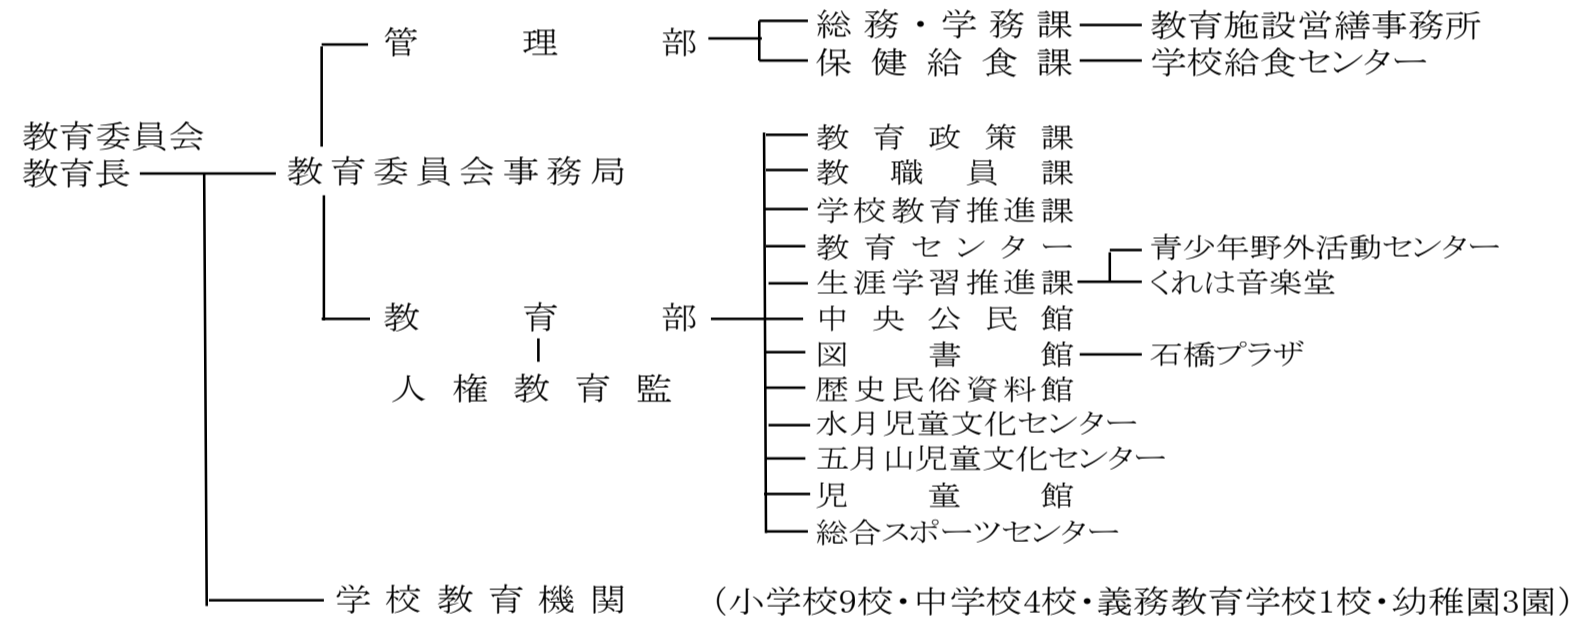 教育委員会
教育長
教育委員会事務局
管理部
総務・学務課
教育施設営繕事務所
保健給食課
学校給食センター
教育部
人権教育監
教育政策課
教職員課
学校教育推進課
教育センター
生涯学習推進課
青少年野外活動センター
くれは音楽堂
中央公民館
図書館
石橋プラザ
歴史民俗資料館
水月児童文化センター
五月山児童文化センター
児童館
総合スポーツセンター
学校教育機関
（小学校9校・中学校4校・義務教育学校1校・幼稚園3園）